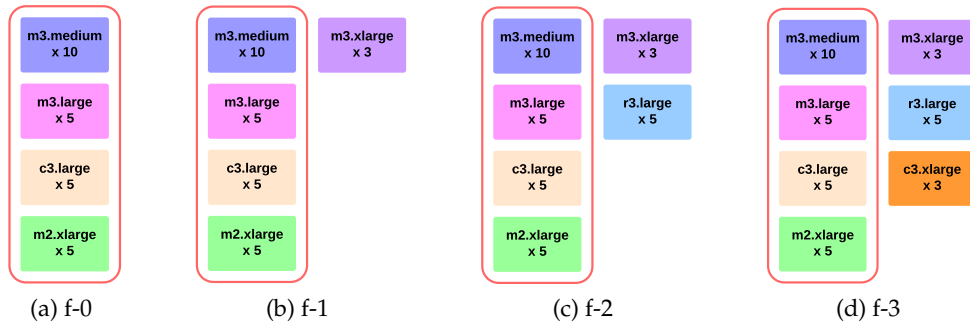 m3.medium
x 10
m3.large
x 5
c3.large
x 5
m2.xlarge
x 5
(a) f-0
m3.medium
x 10
m3.xlarge
x 3
m3.large
x 5
c3.large
x 5
m2.xlarge
x 5
(b) f-1
m3.medium
x 10
m3.xlarge
x 3
m3.large
x 5
r3.large
x 5
c3.large
x 5
m2.xlarge
x 5
(c) f-2
m3.medium
x 10
m3.xlarge
x 3
m3.large
x 5
r3.large
x 5
c3.large
x 5
c3.xlarge
x 3
m2.xlarge
x 5
(d) f-3